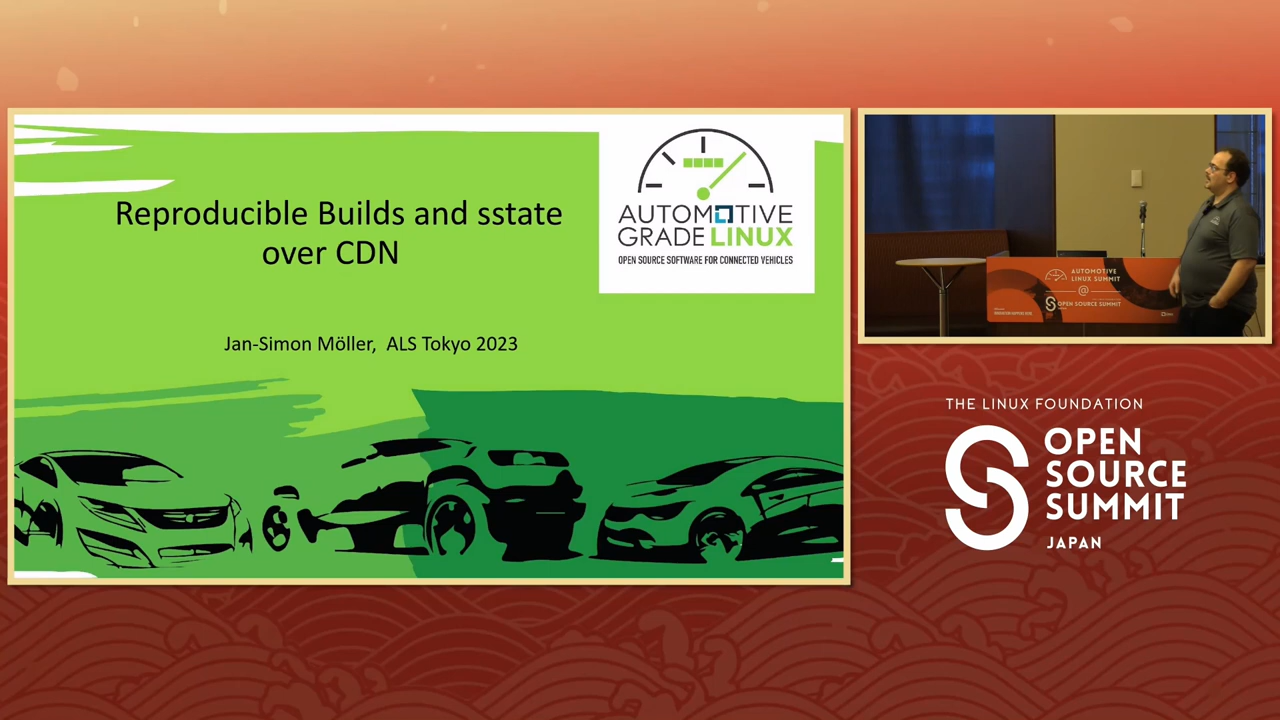 Reproducible Builds and sstate
over CDN
Jan-Simon Möller, ALS Tokyo 2023
AUTOMOTIVE
GRADE LINUX
OPEN SOURCE SOFTWARE FOR CONNECTED VEHICLES
AUTOMOTIVE
LINUX SUMMIT
@
OPEN SOURCE SUMMIT
THE LINUX FOUNDATION
OPEN
SOURCE
SUMMIT
JAPAN